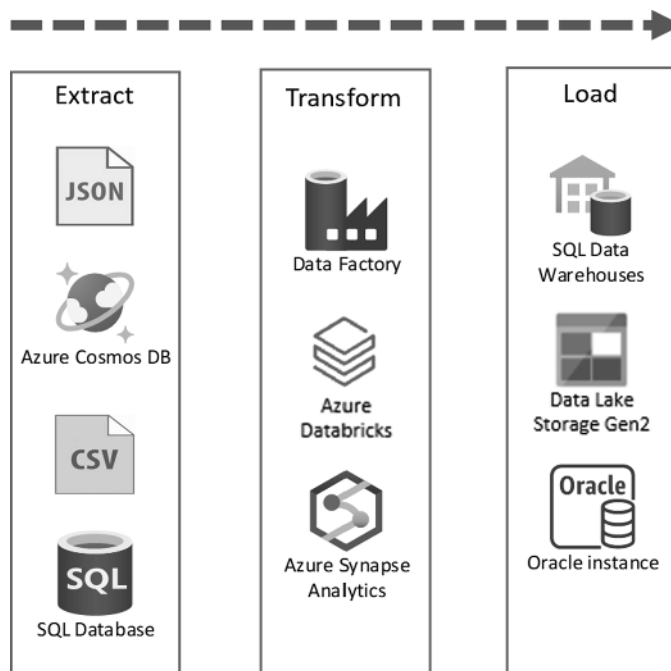 Extract
JSON
Azure Cosmos DB
CSV
SQL
SQL Database
Transform
Data Factory
Azure
Databricks
Azure Synapse
Analytics
Load
SQL Data
Warehouses
Data Lake
Storage Gen2
Oracle
Oracle instance